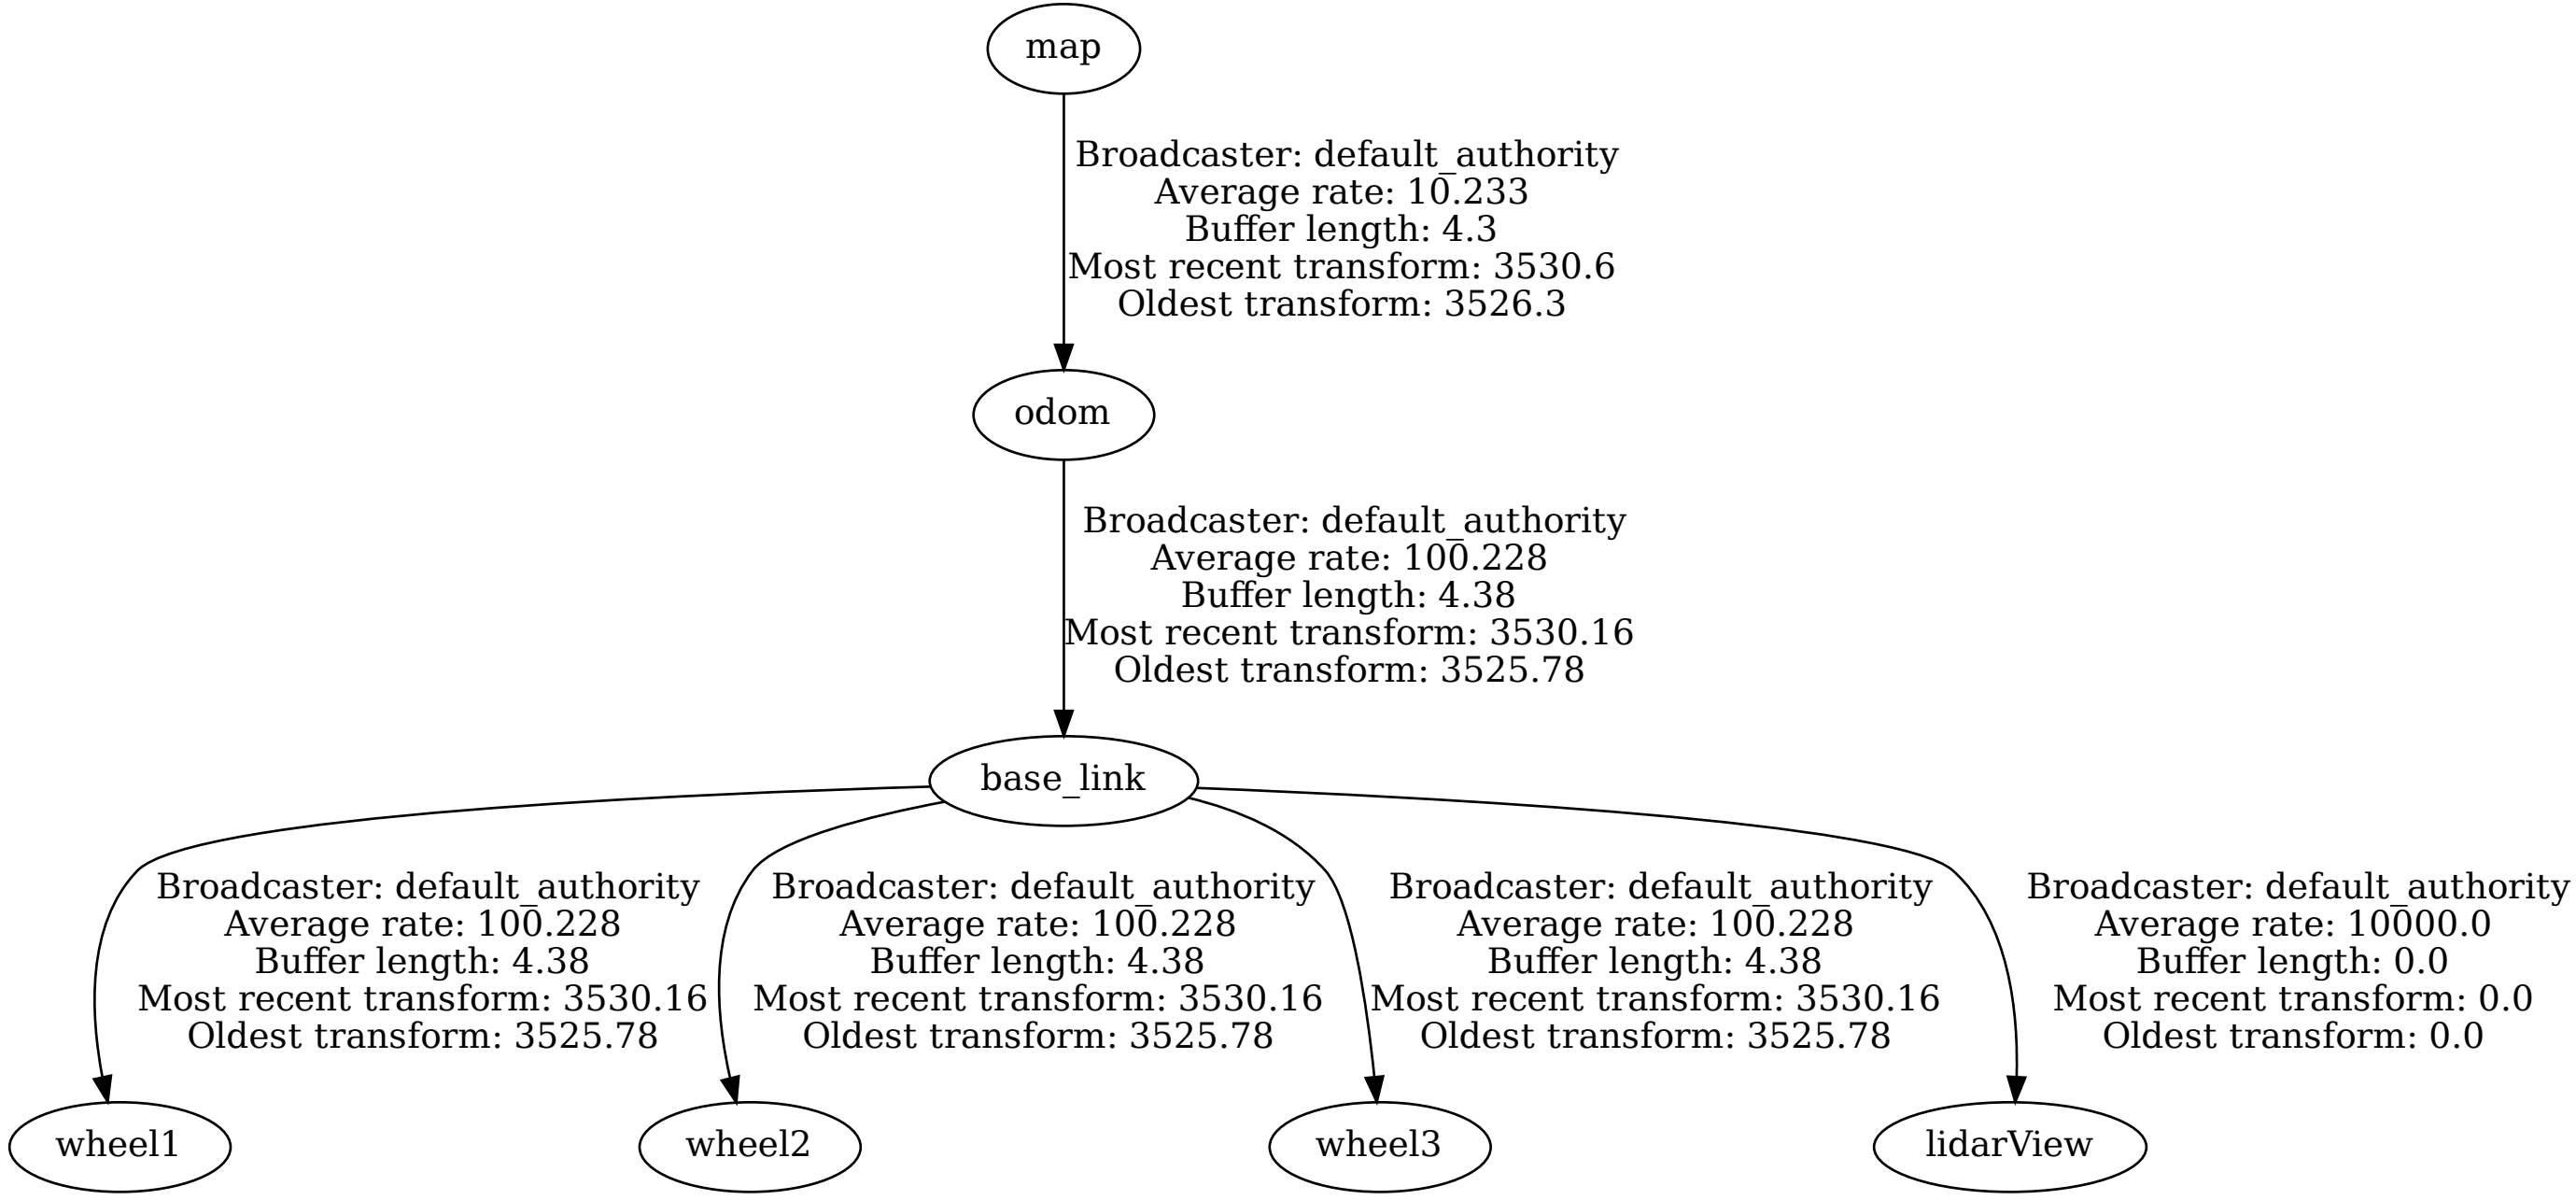 map
Broadcaster: default_authority
Average rate: 10.233
Buffer length: 4.3
Most recent transform: 3530.6
Oldest transform: 3526.3
odom
Broadcaster: default_authority
Average rate: 100.228
Buffer length: 4.38
Most recent transform: 3530.16
Oldest transform: 3525.78
base_link
Broadcaster: default_authority
Average rate: 100.228
Buffer length: 4.38
Most recent transform: 3530.16
Oldest transform: 3525.78
Broadcaster: default_authority
Average rate: 100.228
Buffer length: 4.38
Most recent transform: 3530.16
Oldest transform: 3525.78
Broadcaster: default_authority
Average rate: 100.228
Buffer length: 4.38
Most recent transform: 3530.16
Oldest transform: 3525.78
Broadcaster: default_authority
Average rate: 10000.0
Buffer length: 0.0
Most recent transform: 0.0
Oldest transform: 0.0
wheel1
wheel2
wheel3
lidarView